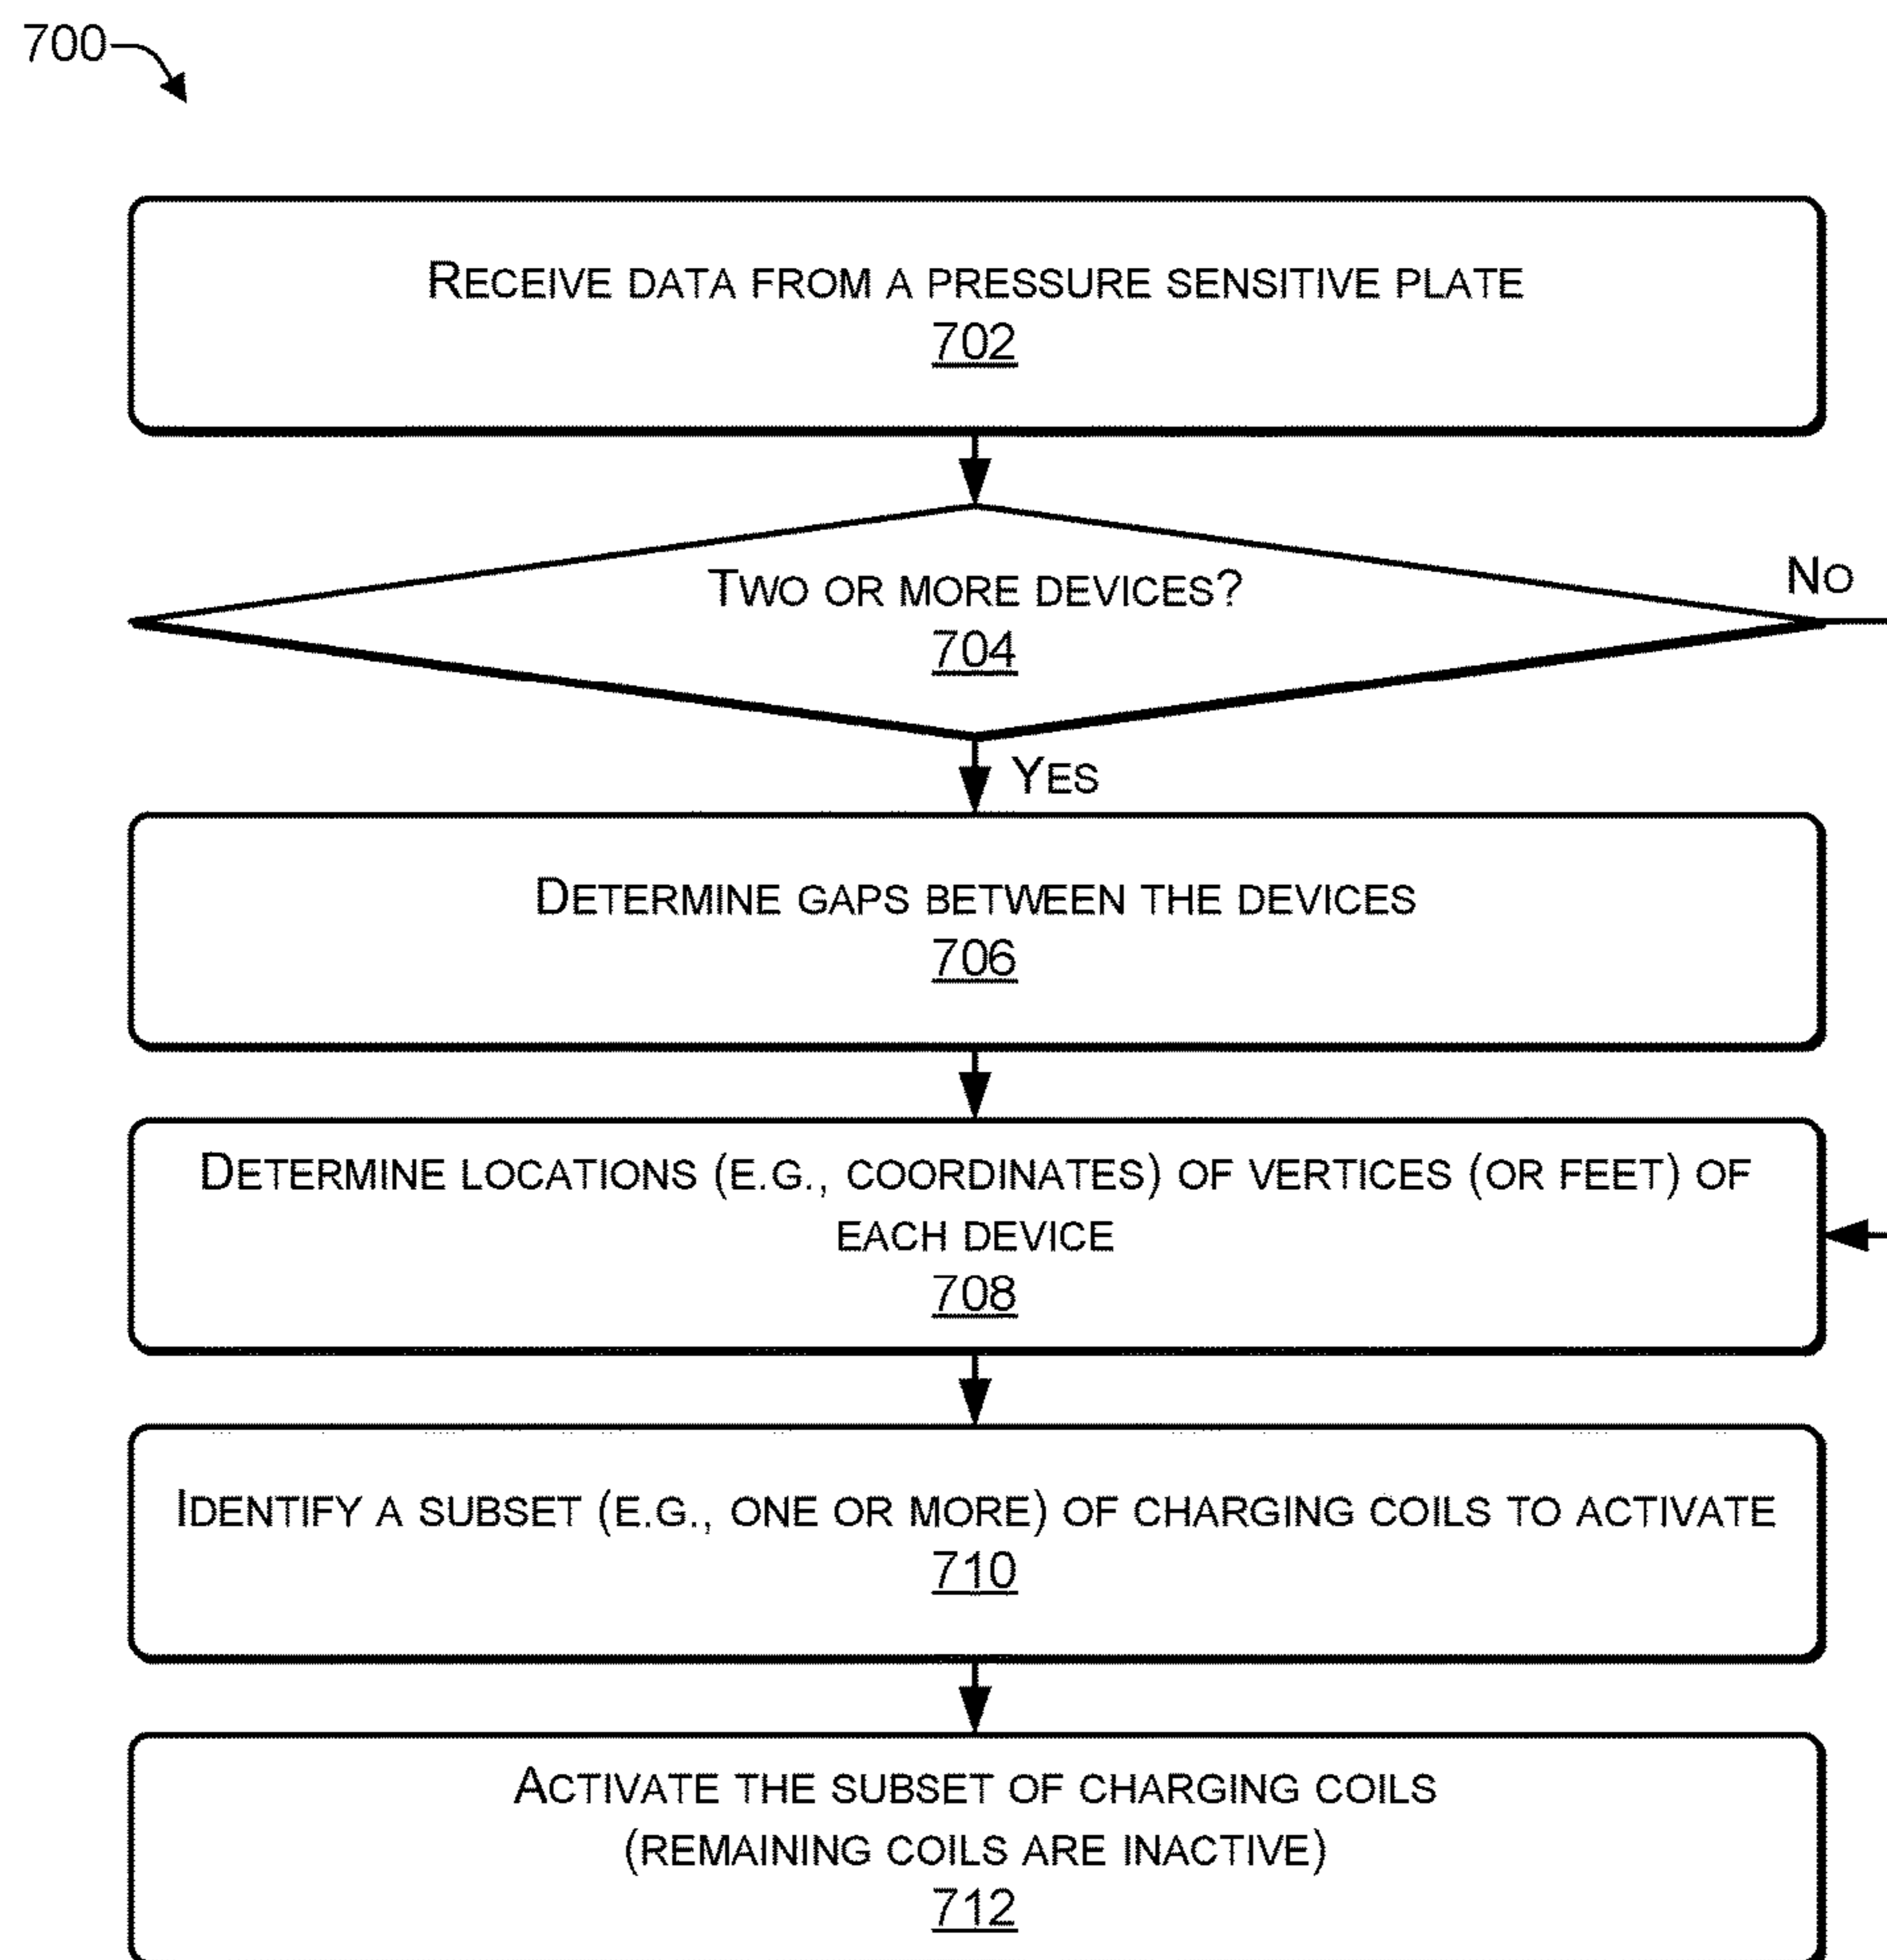 700
RECEIVE DATA FROM A PRESSURE SENSITIVE PLATE
702
TWO OR MORE DEVICES?
704
NO
YES
DETERMINE GAPS BETWEEN THE DEVICES
706
DETERMINE LOCATIONS (E.G., COORDINATES) OF VERTICES (OR FEET) OF
EACH DEVICE
708
IDENTIFY A SUBSET (E.G., ONE OR MORE) OF CHARGING COILS TO ACTIVATE
710
ACTIVATE THE SUBSET OF CHARGING COILS
(REMAINING COILS ARE INACTIVE)
712